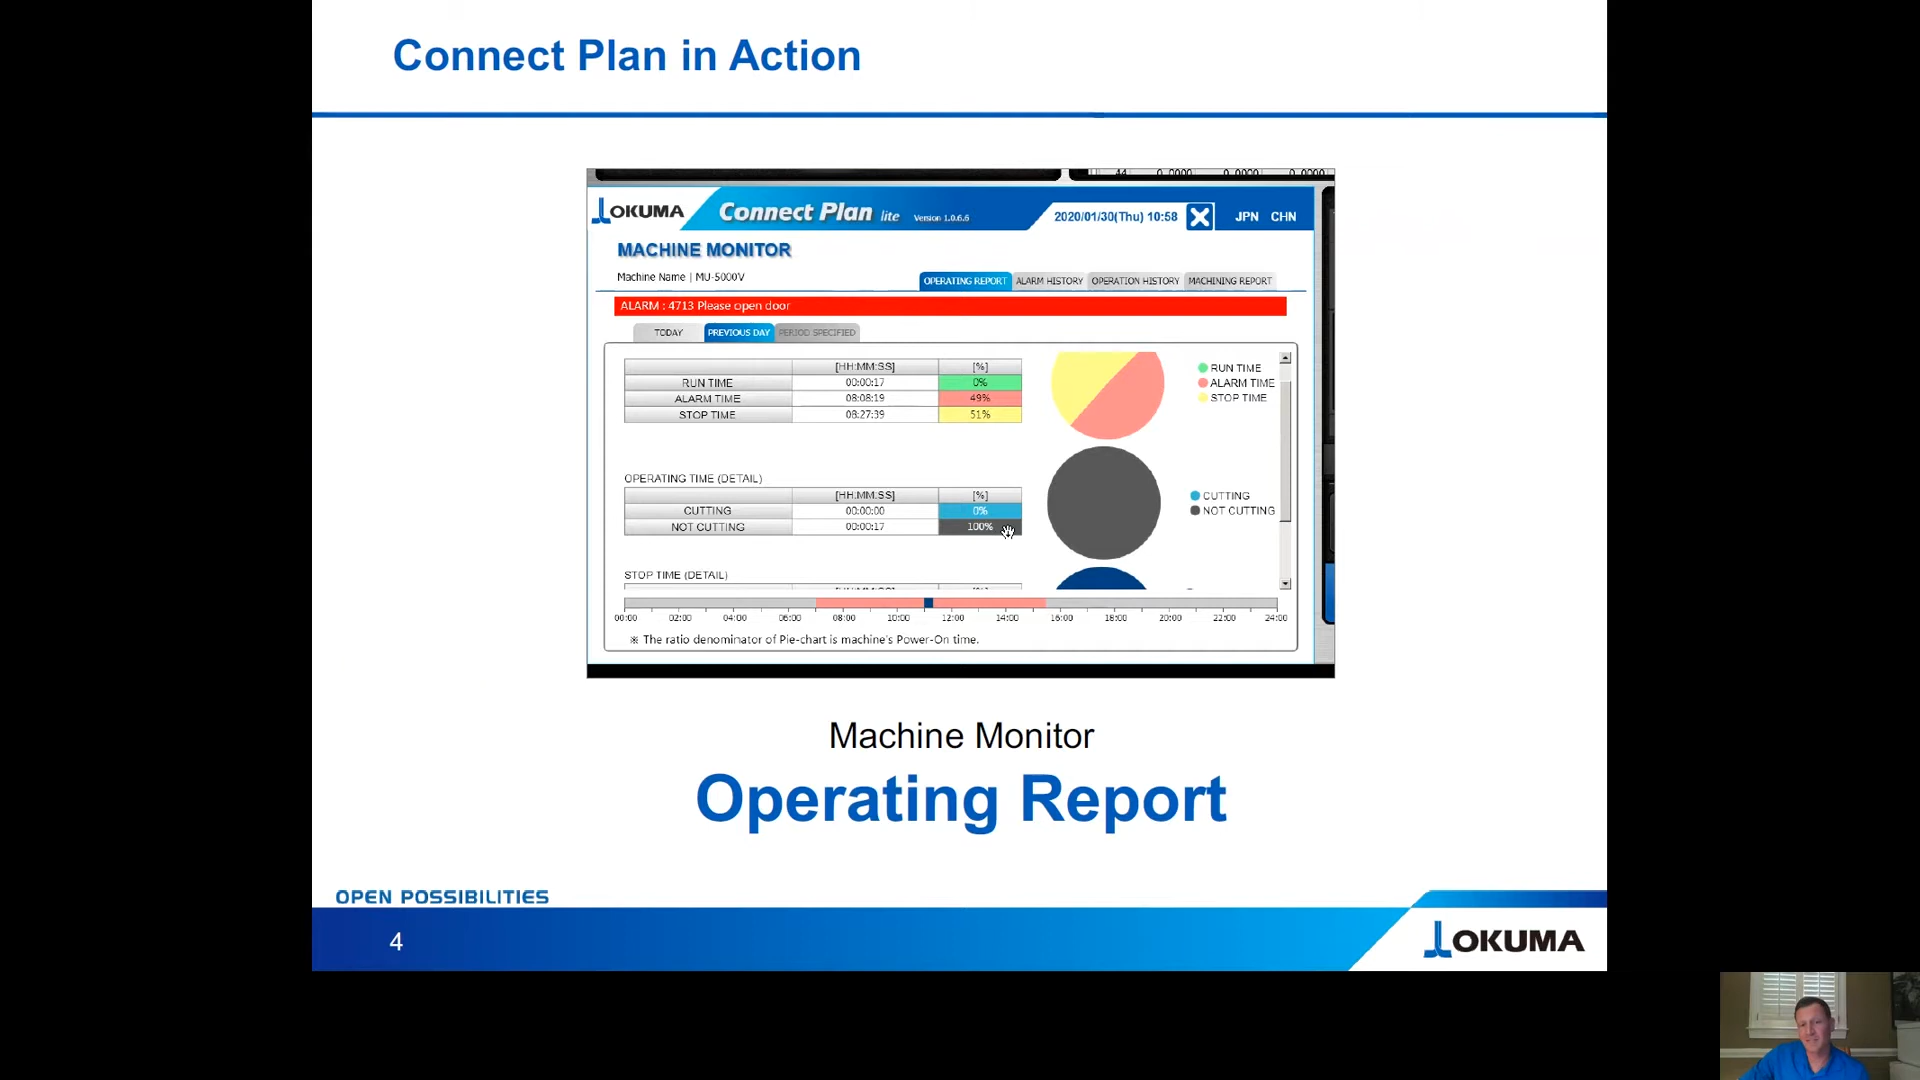 Connect Plan in Action
44 0.0000 0.0000 0.0000
OKUMA Connect Plan lite Version 1.0.6.6 2020/01/30(Thu) 10:58 JPN CHN
MACHINE MONITOR
Machine Name | MU-5000V
OPERATING REPORT ALARM HISTORY OPERATION HISTORY MACHINING REPORT
ALARM : 4713 Please open door
TODAY PREVIOUS DAY PERIOD SPECIFIED
[HH:MM:SS] [%]
RUN TIME 00:00:17 0%
ALARM TIME 08:08:19 49%
STOP TIME 08:27:39 51%
RUN TIME
ALARM TIME
STOP TIME
OPERATING TIME (DETAIL)
[HH:MM:SS] [%]
CUTTING 00:00:00 0%
NOT CUTTING 00:00:17 100%
CUTTING
NOT CUTTING
STOP TIME (DETAIL)
00:00 02:00 04:00 06:00 08:00 10:00 12:00 14:00 16:00 18:00 20:00 22:00 24:00
※ The ratio denominator of Pie-chart is machine's Power-On time.
Machine Monitor
Operating Report
OPEN POSSIBILITIES
4
OKUMA